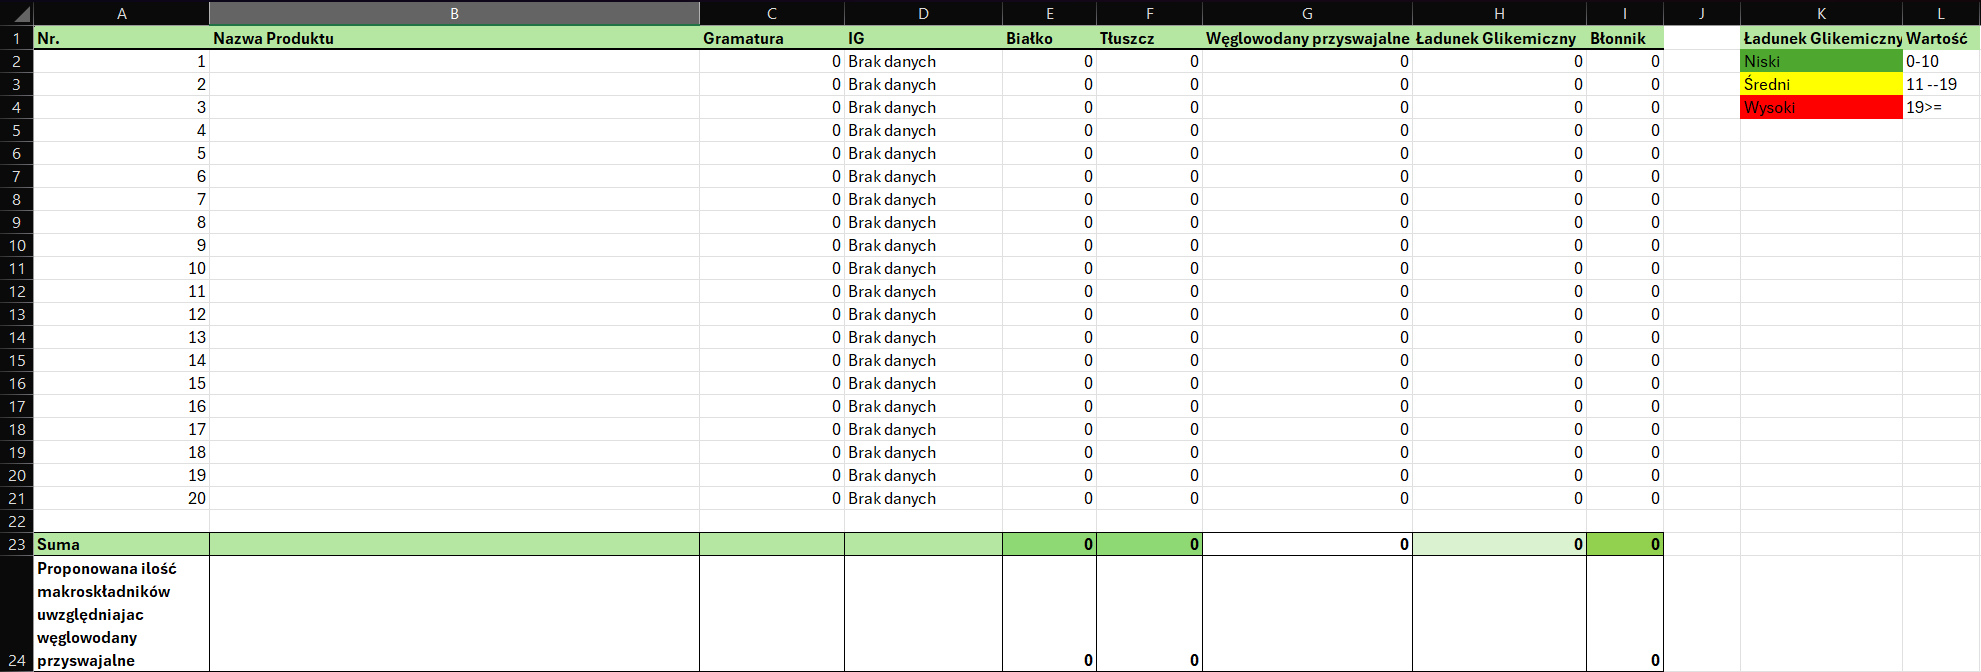 A B C D E F G H I J K L
1 Nr. Nazwa Produktu Gramatura IG Białko Tłuszcz Węglowodany przyswajalne Ładunek Glikemiczny Błonnik Ładunek Glikemiczny Wartość
2 1 0 Brak danych 0 0 0 0 0 Niski 0-10
3 2 0 Brak danych 0 0 0 0 0 Średni 11 --19
4 3 0 Brak danych 0 0 0 0 0 Wysoki 19>=
5 4 0 Brak danych 0 0 0 0 0
6 5 0 Brak danych 0 0 0 0 0
7 6 0 Brak danych 0 0 0 0 0
8 7 0 Brak danych 0 0 0 0 0
9 8 0 Brak danych 0 0 0 0 0
10 9 0 Brak danych 0 0 0 0 0
11 10 0 Brak danych 0 0 0 0 0
12 11 0 Brak danych 0 0 0 0 0
13 12 0 Brak danych 0 0 0 0 0
14 13 0 Brak danych 0 0 0 0 0
15 14 0 Brak danych 0 0 0 0 0
16 15 0 Brak danych 0 0 0 0 0
17 16 0 Brak danych 0 0 0 0 0
18 17 0 Brak danych 0 0 0 0 0
19 18 0 Brak danych 0 0 0 0 0
20 19 0 Brak danych 0 0 0 0 0
21 20 0 Brak danych 0 0 0 0 0
22
23 Suma 0 0 0 0 0
Proponowana ilość
makroskładników
uwzględniajac
węglowodany
24 przyswajalne 0 0 0